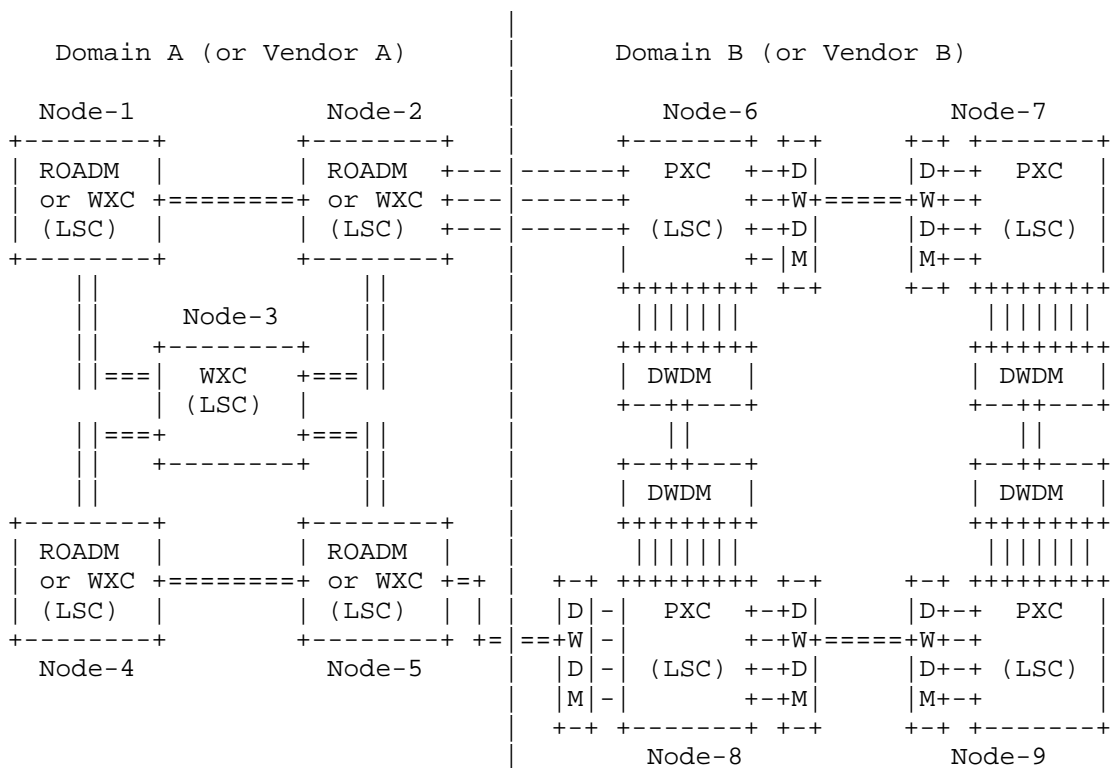 Domain A (or Vendor A) Domain B (or Vendor B)
Node-1 Node-2 Node-6 Node-7
ROADM ROADM PXC D D PXC
or WXC or WXC W W
(LSC) (LSC) (LSC) D D (LSC)
M M
Node-3
WXC DWDM DWDM
(LSC)
DWDM DWDM
ROADM ROADM
or WXC or WXC
(LSC) (LSC) D PXC D D PXC
W W W
Node-4 Node-5 D (LSC) D D (LSC)
M M M
Node-8 Node-9